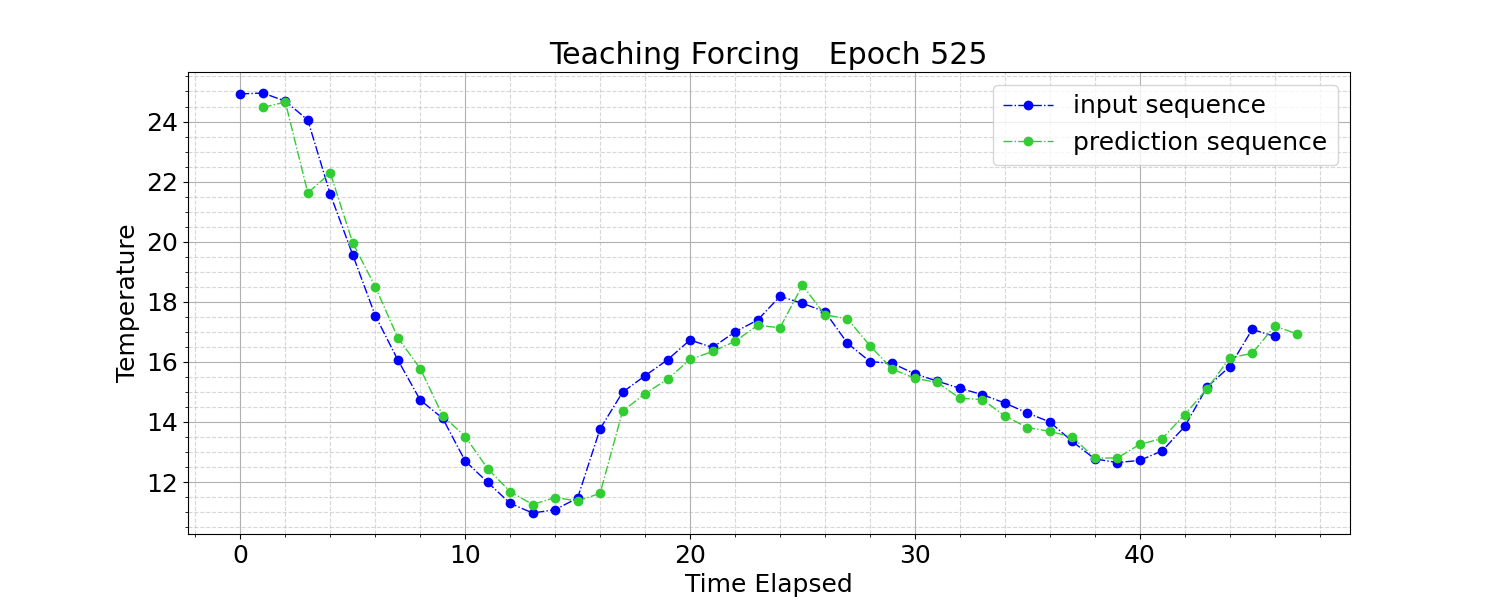 Teaching Forcing   Epoch 525
input sequence
prediction sequence
Temperature
24
22
20
18
16
14
12
0 10 20 30 40
Time Elapsed